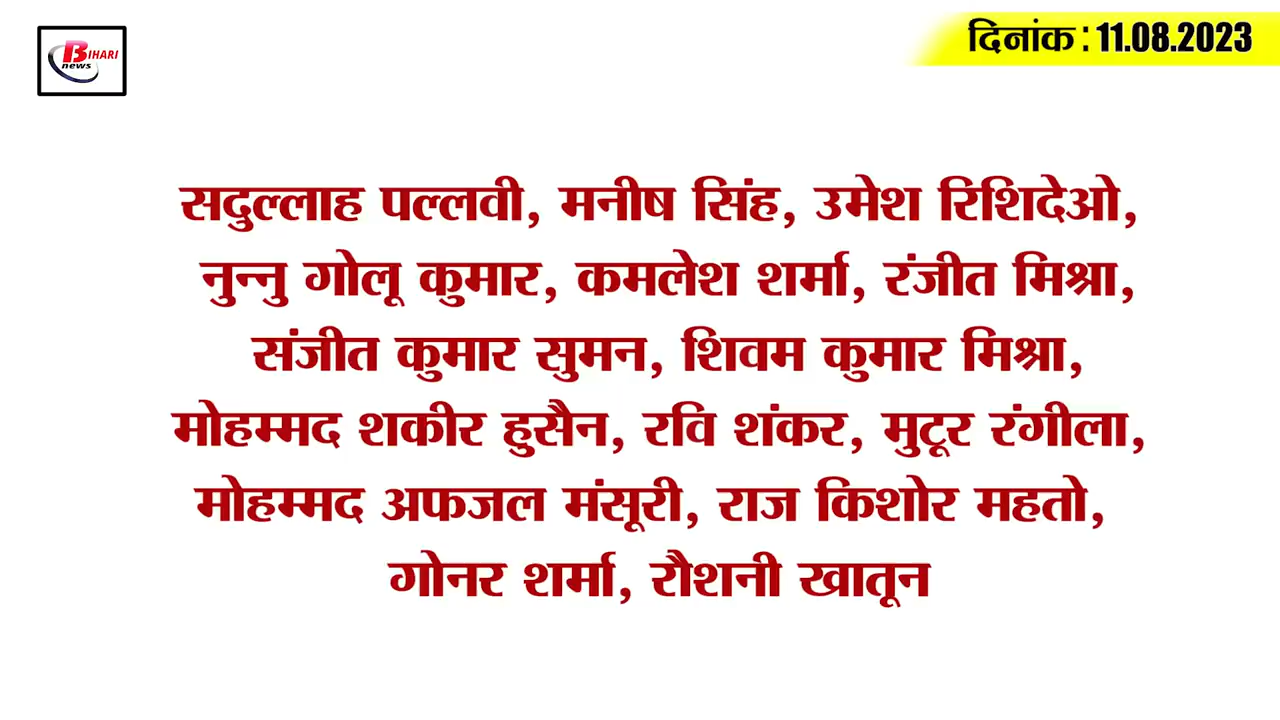 BIHARI
news
दिनांक : 11.08.2023
सदुल्लाह पल्लवी, मनीष सिंह, उमेश रिशिदेओ,
नुन्नु गोलू कुमार, कमलेश शर्मा, रंजीत मिश्रा,
संजीत कुमार सुमन, शिवम कुमार मिश्रा,
मोहम्मद शकीर हुसैन, रवि शंकर, मुटूर रंगीला,
मोहम्मद अफजल मंसूरी, राज किशोर महतो,
गोनर शर्मा, रौशनी खातून